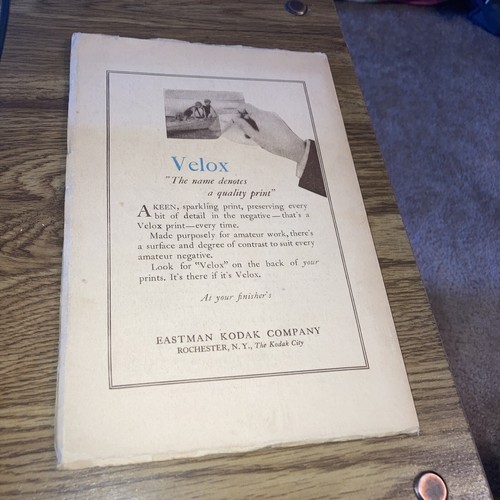 Velox
"The name denotes
a quality print"
A KEEN, sparkling print, preserving every
bit of detail in the negative—that's a
Velox print—every time.
Made purposely for amateur work, there's
a surface and degree of contrast to suit every
amateur negative.
Look for "Velox" on the back of your
prints. It's there if it's Velox.
At your finisher's
EASTMAN KODAK COMPANY
ROCHESTER, N. Y., The Kodak City